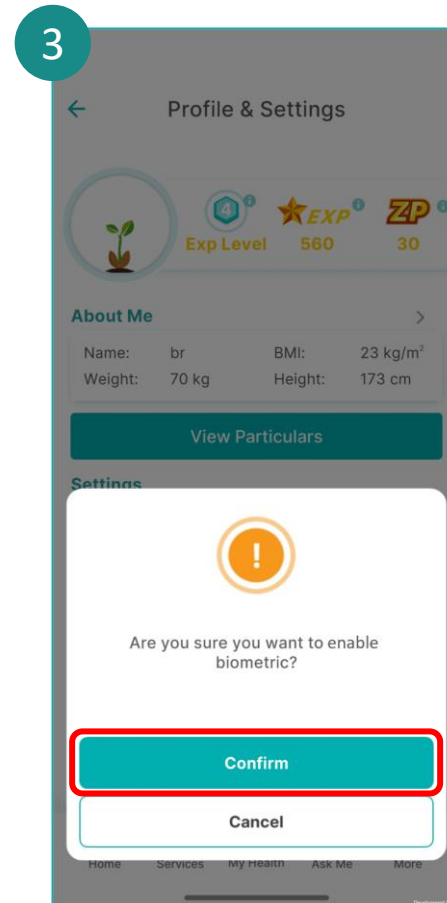 3
Profile & Settings
4
EXP
ZP
Exp Level 560 30
About Me
Name: br BMI: 23 kg/m²
Weight: 70 kg Height: 173 cm
View Particulars
Settings
!
Are you sure you want to enable
biometric?
Confirm
Cancel
Home Services My Health Ask Me More